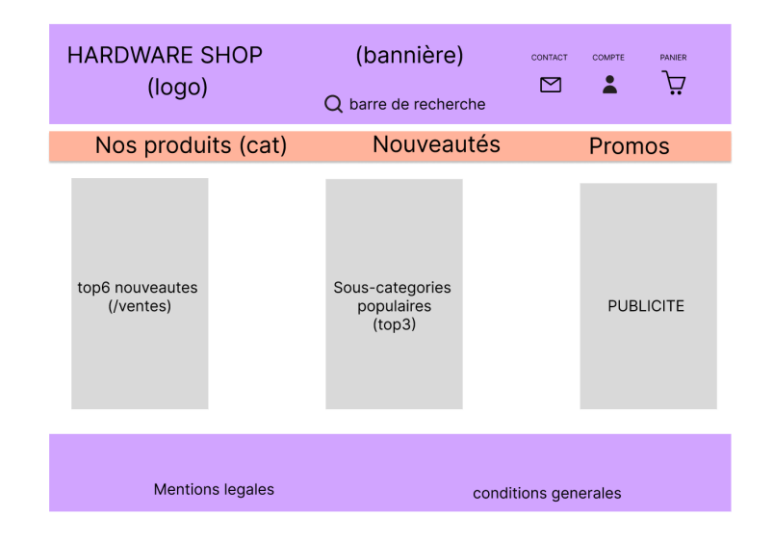 HARDWARE SHOP
(logo)
(bannière)
barre de recherche
CONTACT
COMPTE
PANIER
Nos produits (cat)
Nouveautés
Promos
top6 nouveautes
(/ventes)
Sous-categories
populaires
(top3)
PUBLICITE
Mentions legales
conditions generales